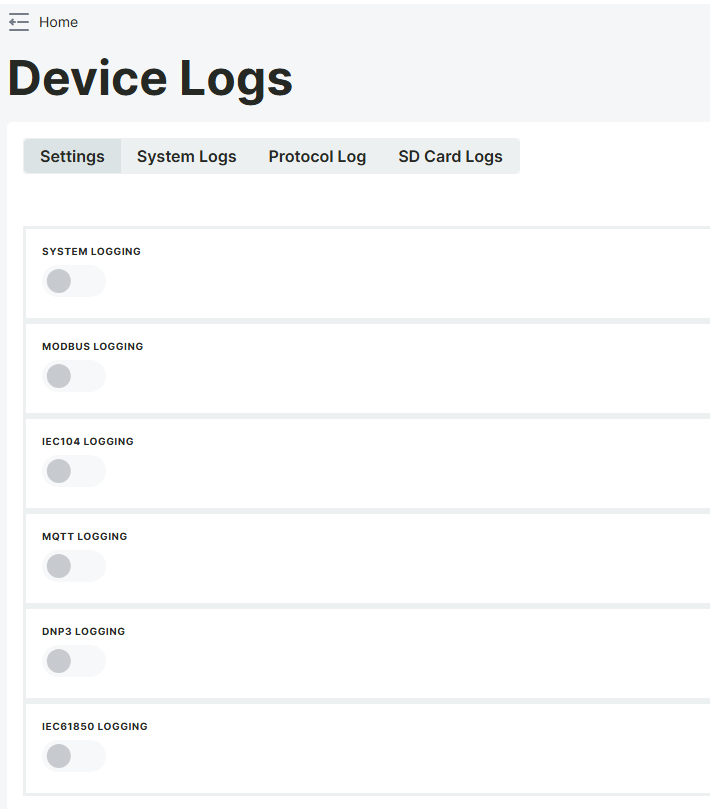 Home
Device Logs
Settings System Logs Protocol Log SD Card Logs
SYSTEM LOGGING
MODBUS LOGGING
IEC104 LOGGING
MQTT LOGGING
DNP3 LOGGING
IEC61850 LOGGING